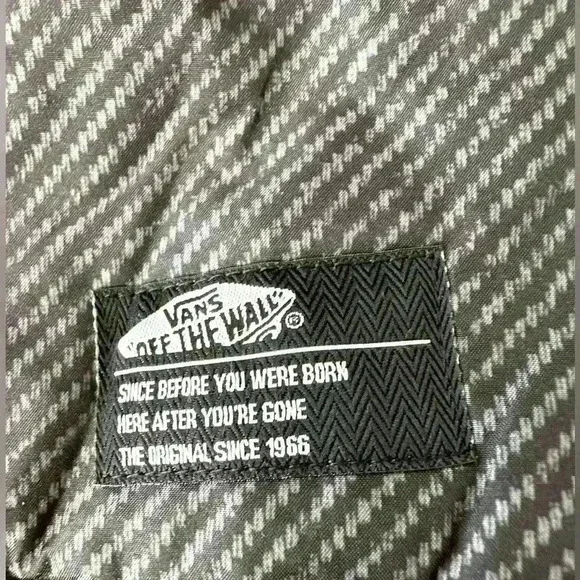 VANS
"OFF THE WALL"®
SINCE BEFORE YOU WERE BORN
HERE AFTER YOU'RE GONE
THE ORIGINAL SINCE 1966